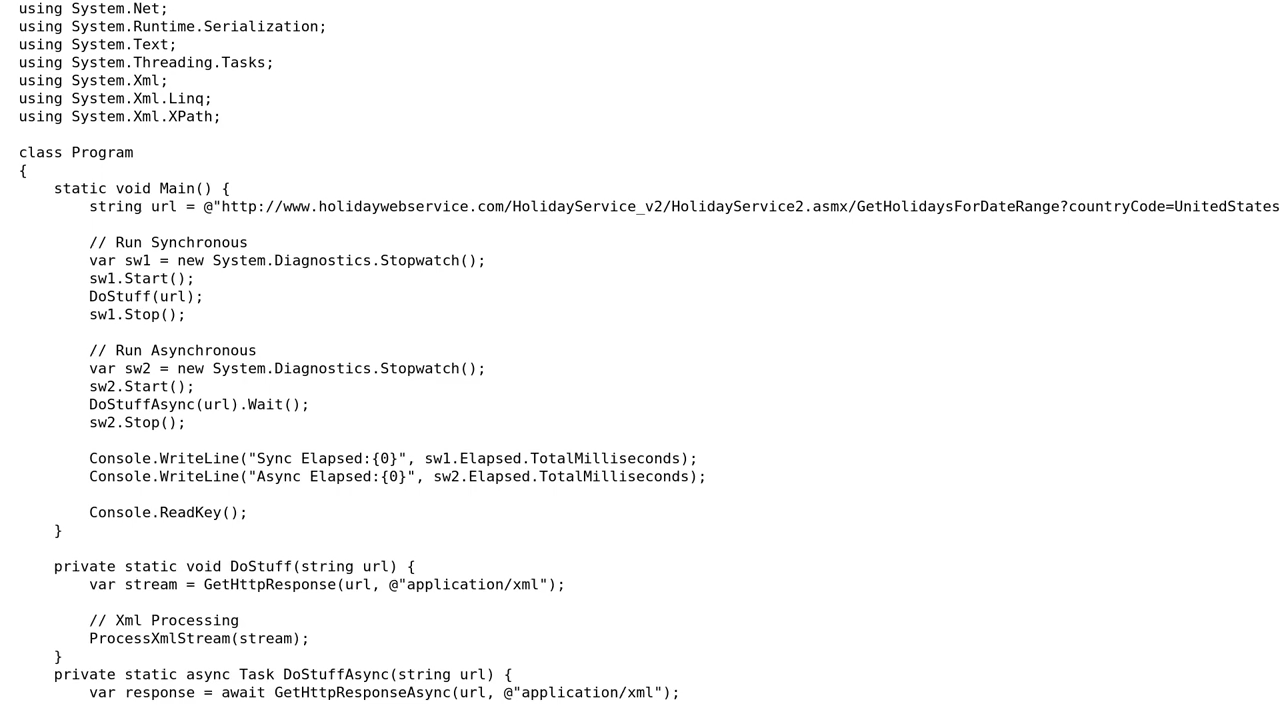 using System.Net;
using System.Runtime.Serialization;
using System.Text;
using System.Threading.Tasks;
using System.Xml;
using System.Xml.Linq;
using System.Xml.XPath;

class Program
{
    static void Main() {
        string url = @"http://www.holidaywebservice.com/HolidayService_v2/HolidayService2.asmx/GetHolidaysForDateRange?countryCode=UnitedStates

        // Run Synchronous
        var sw1 = new System.Diagnostics.Stopwatch();
        sw1.Start();
        DoStuff(url);
        sw1.Stop();

        // Run Asynchronous
        var sw2 = new System.Diagnostics.Stopwatch();
        sw2.Start();
        DoStuffAsync(url).Wait();
        sw2.Stop();

        Console.WriteLine("Sync Elapsed:{0}", sw1.Elapsed.TotalMilliseconds);
        Console.WriteLine("Async Elapsed:{0}", sw2.Elapsed.TotalMilliseconds);

        Console.ReadKey();
    }

    private static void DoStuff(string url) {
        var stream = GetHttpResponse(url, @"application/xml");

        // Xml Processing
        ProcessXmlStream(stream);
    }
    private static async Task DoStuffAsync(string url) {
        var response = await GetHttpResponseAsync(url, @"application/xml");